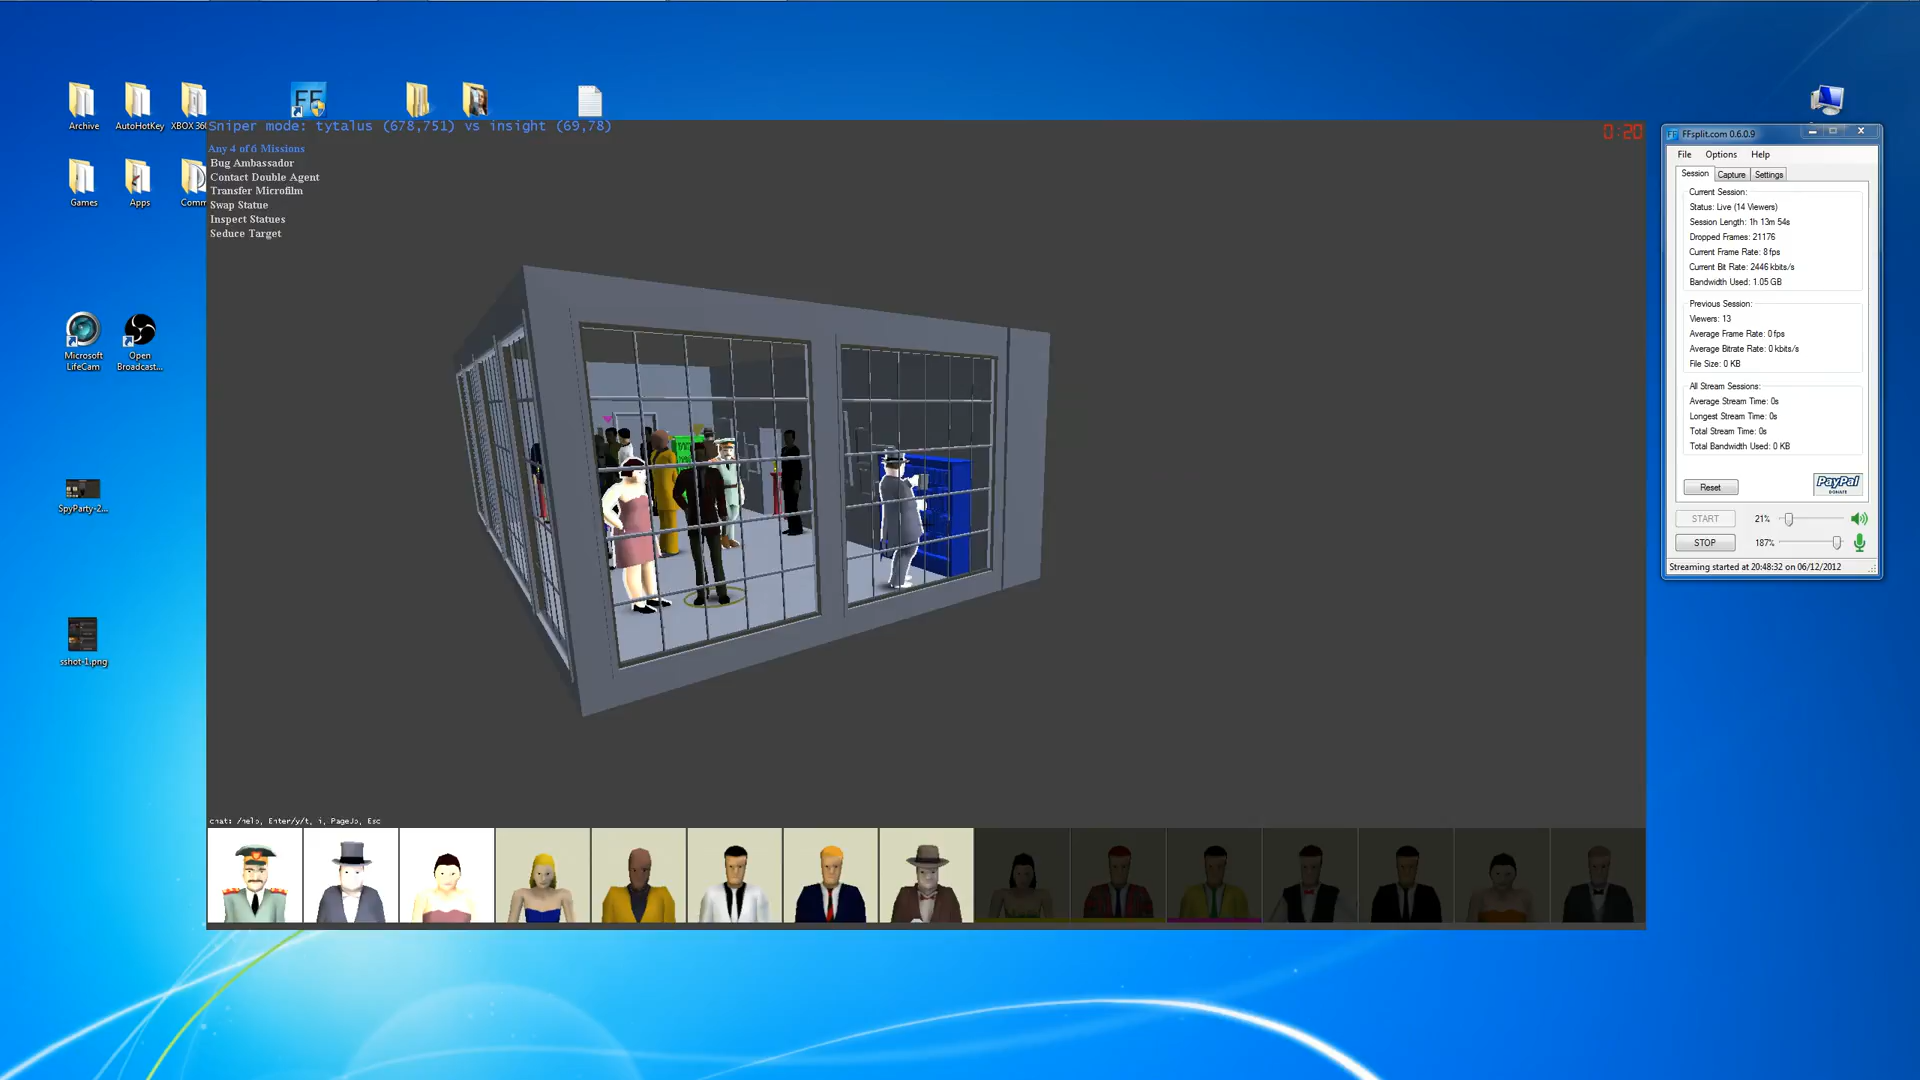 Archive
AutoHotKey
XBOX 360
FF
Games
Apps
Comm
Microsoft
LifeCam
Open
Broadcast...
SpyParty-2...
sshot-1.png
Sniper mode: tytalus (678,751) vs insight (69,78)
0:20
Any 4 of 6 Missions
Bug Ambassador
Contact Double Agent
Transfer Microfilm
Swap Statue
Inspect Statues
Seduce Target
chat: /help, Enter/y/t, i, PageUp, Esc
FFsplit.com 0.6.0.9
File Options Help
Session Capture Settings
Current Session:
Status: Live (14 Viewers)
Session Length: 1h 13m 54s
Dropped Frames: 21176
Current Frame Rate: 8 fps
Current Bit Rate: 2446 kbits/s
Bandwidth Used: 1.05 GB
Previous Session:
Viewers: 13
Average Frame Rate: 0 fps
Average Bitrate Rate: 0 kbits/s
File Size: 0 KB
All Stream Sessions:
Average Stream Time: 0s
Longest Stream Time: 0s
Total Stream Time: 0s
Total Bandwidth Used: 0 KB
Reset
PayPal
DONATE
START 21%
STOP 187%
Streaming started at 20:48:32 on 06/12/2012